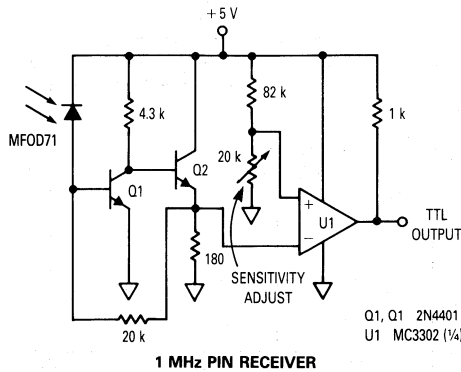 +5 V
82 k
4.3 k
1 k
MFOD71
Q1
Q2
20 k
+
U1
−
TTL
OUTPUT
180
SENSITIVITY
ADJUST
20 k
Q1, Q1 2N4401
U1 MC3302 (¼)
1 MHz PIN RECEIVER